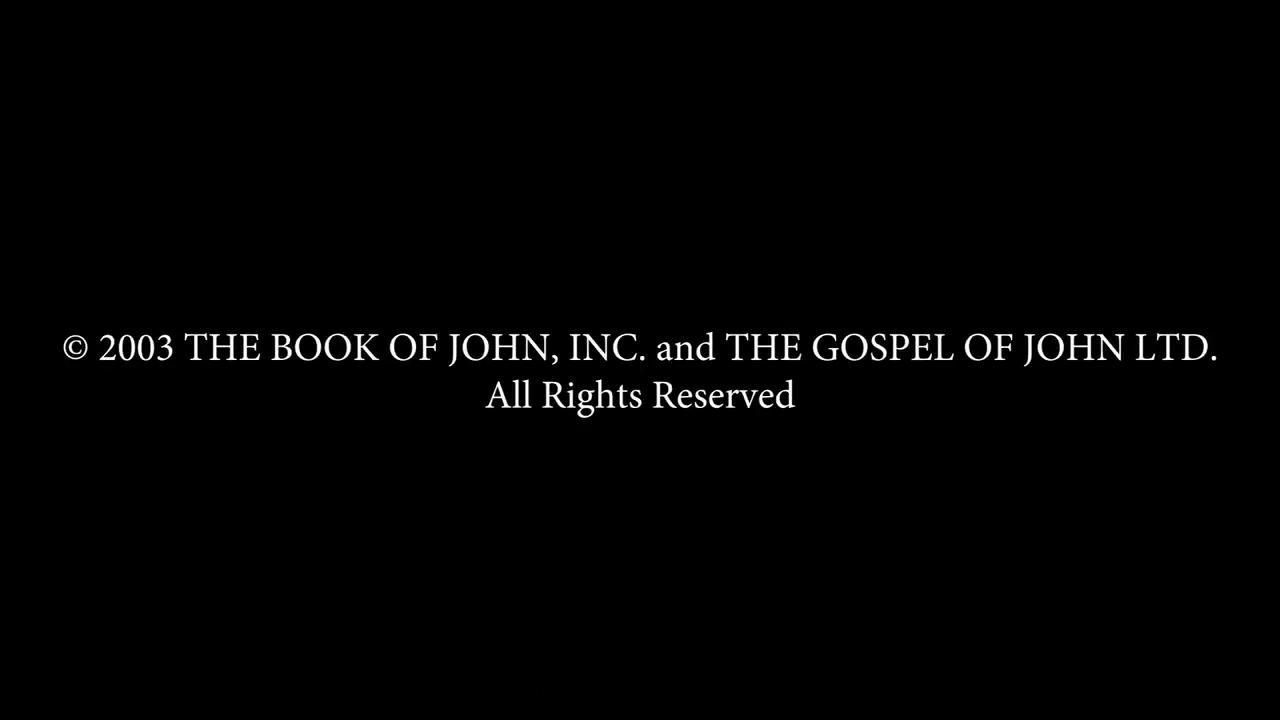 © 2003 THE BOOK OF JOHN, INC. and THE GOSPEL OF JOHN LTD.
All Rights Reserved